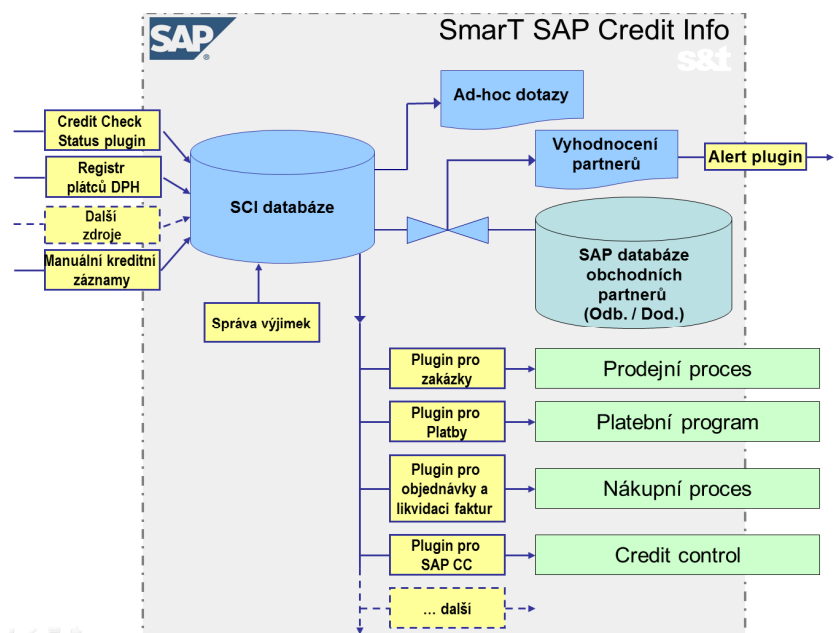 SAP
®
SmarT SAP Credit Info
s&t
Ad-hoc dotazy
Credit Check
Status plugin
Vyhodnocení
partnerů
Alert plugin
Registr
plátců DPH
SCI databáze
Další
zdroje
Manuální kreditní
záznamy
SAP databáze
obchodních
partnerů
(Odb. / Dod.)
Správa výjimek
Plugin pro
zakázky
Prodejní proces
Plugin pro
Platby
Platební program
Plugin pro
objednávky a
likvidaci faktur
Nákupní proces
Plugin pro
SAP CC
Credit control
... další